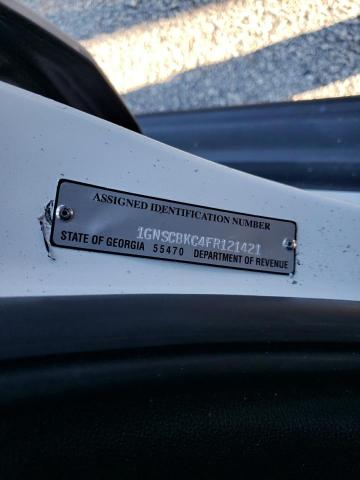 ASSIGNED IDENTIFICATION NUMBER
1GNSCBKC4FR121421
STATE OF GEORGIA 55470 DEPARTMENT OF REVENUE